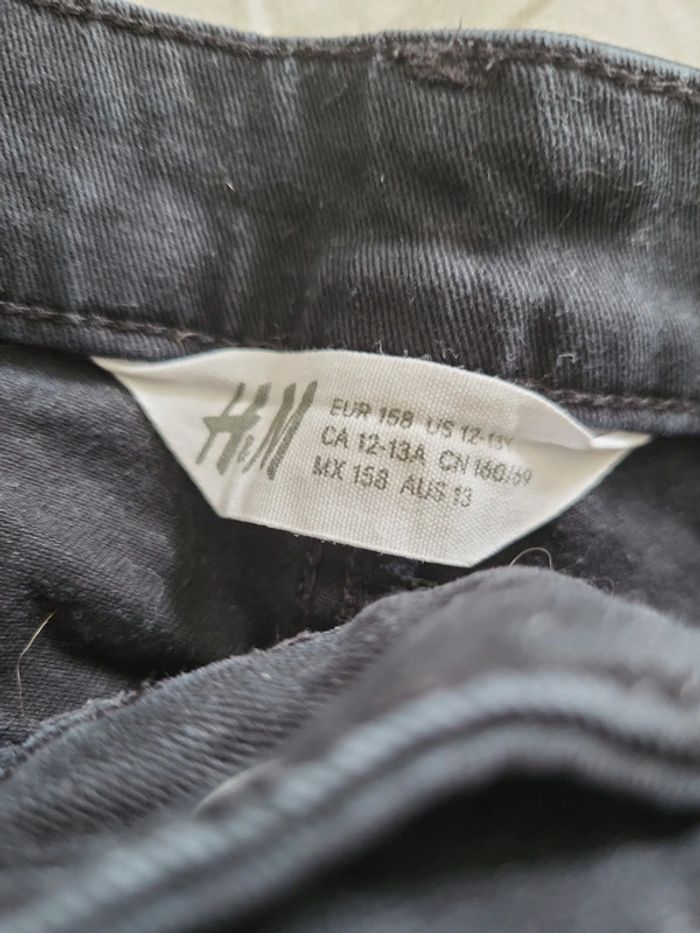 H&M
EUR 158 US 12-13Y
CA 12-13A CN 160/69
MX 158 AUS 13